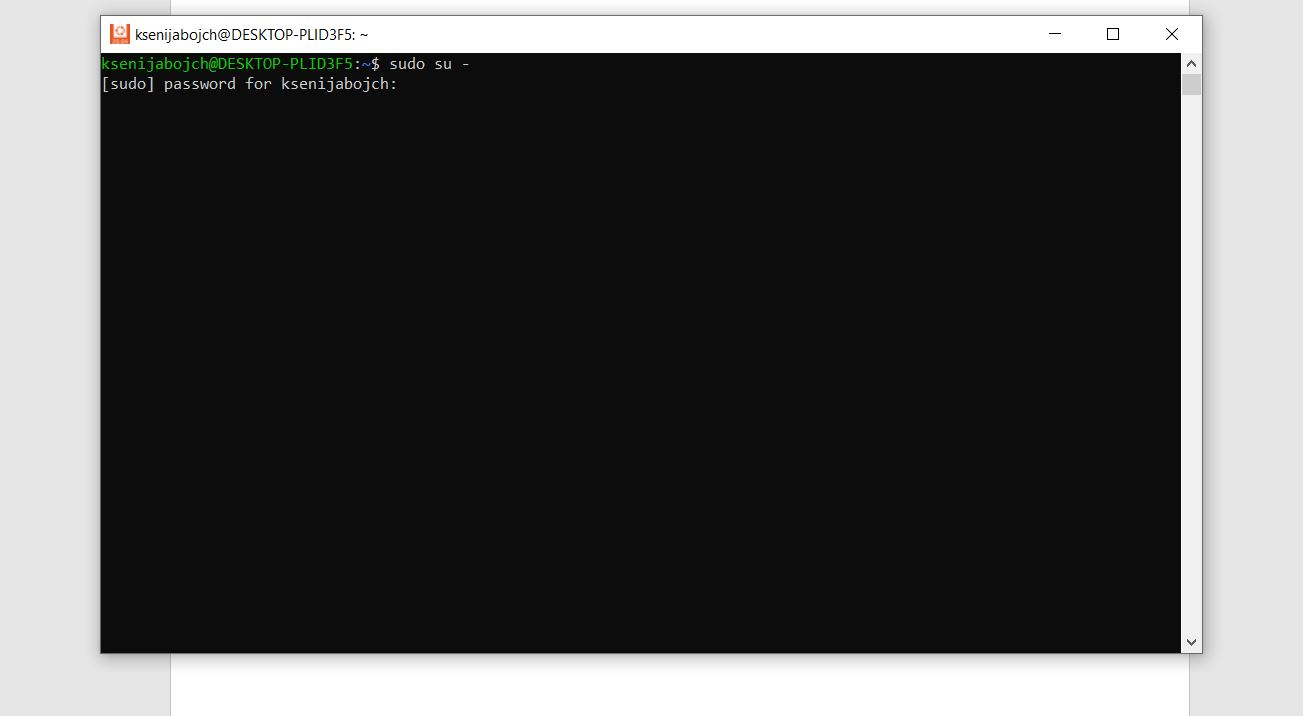 ksenijabojch@DESKTOP-PLID3F5: ~
ksenijabojch@DESKTOP-PLID3F5:~$ sudo su -
[sudo] password for ksenijabojch: